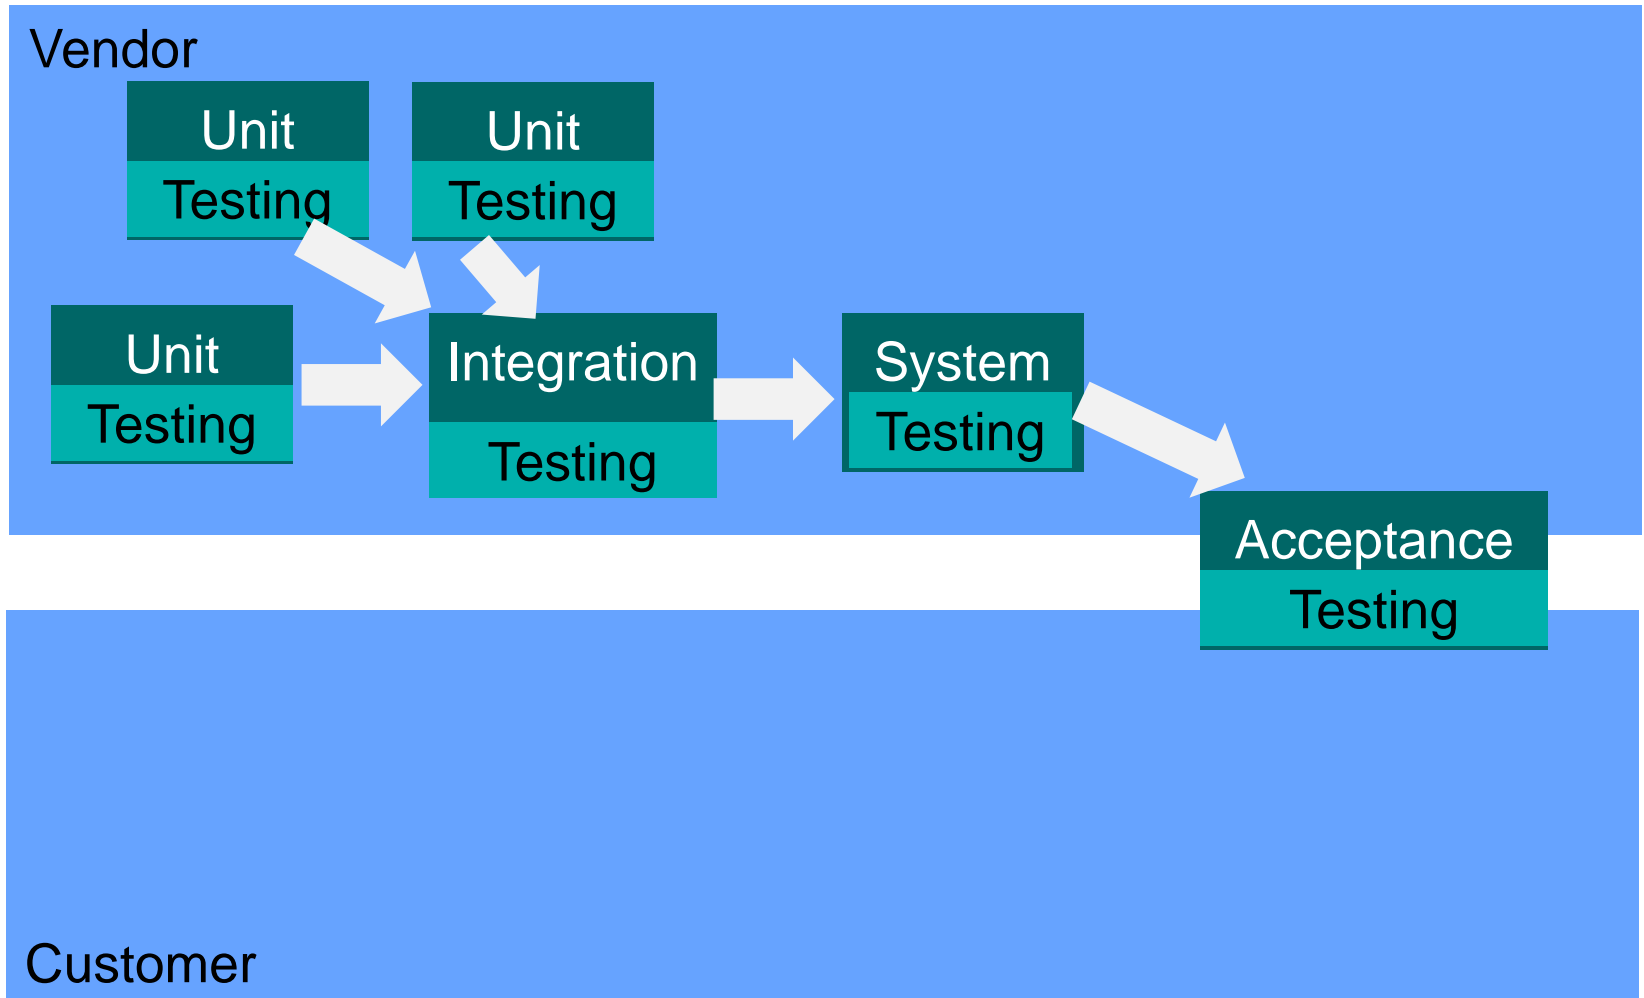 Vendor
Unit
Testing
Unit
Testing
Unit
Testing
Integration
Testing
System
Testing
Acceptance
Testing
Customer